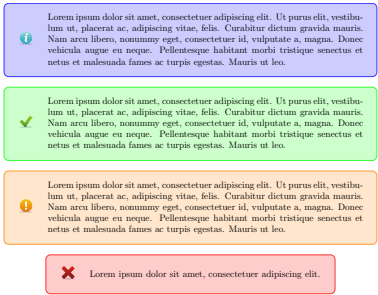 Lorem ipsum dolor sit amet, consectetuer adipiscing elit. Ut purus elit, vestibu-
lum ut, placerat ac, adipiscing vitae, felis. Curabitur dictum gravida mauris.
Nam arcu libero, nonummy eget, consectetuer id, vulputate a, magna. Donec
vehicula augue eu neque. Pellentesque habitant morbi tristique senectus et
netus et malesuada fames ac turpis egestas. Mauris ut leo.
Lorem ipsum dolor sit amet, consectetuer adipiscing elit. Ut purus elit, vestibu-
lum ut, placerat ac, adipiscing vitae, felis. Curabitur dictum gravida mauris.
Nam arcu libero, nonummy eget, consectetuer id, vulputate a, magna. Donec
vehicula augue eu neque. Pellentesque habitant morbi tristique senectus et
netus et malesuada fames ac turpis egestas. Mauris ut leo.
Lorem ipsum dolor sit amet, consectetuer adipiscing elit. Ut purus elit, vestibu-
lum ut, placerat ac, adipiscing vitae, felis. Curabitur dictum gravida mauris.
Nam arcu libero, nonummy eget, consectetuer id, vulputate a, magna. Donec
vehicula augue eu neque. Pellentesque habitant morbi tristique senectus et
netus et malesuada fames ac turpis egestas. Mauris ut leo.
Lorem ipsum dolor sit amet, consectetuer adipiscing elit.